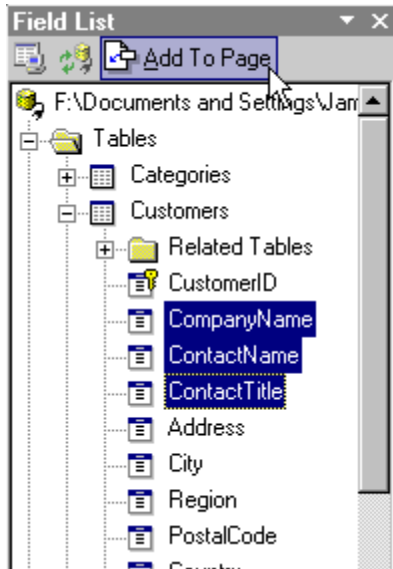 Field List
Add To Page
F:\Documents and Settings\Jam
Tables
Categories
Customers
Related Tables
CustomerID
CompanyName
ContactName
ContactTitle
Address
City
Region
PostalCode
Country